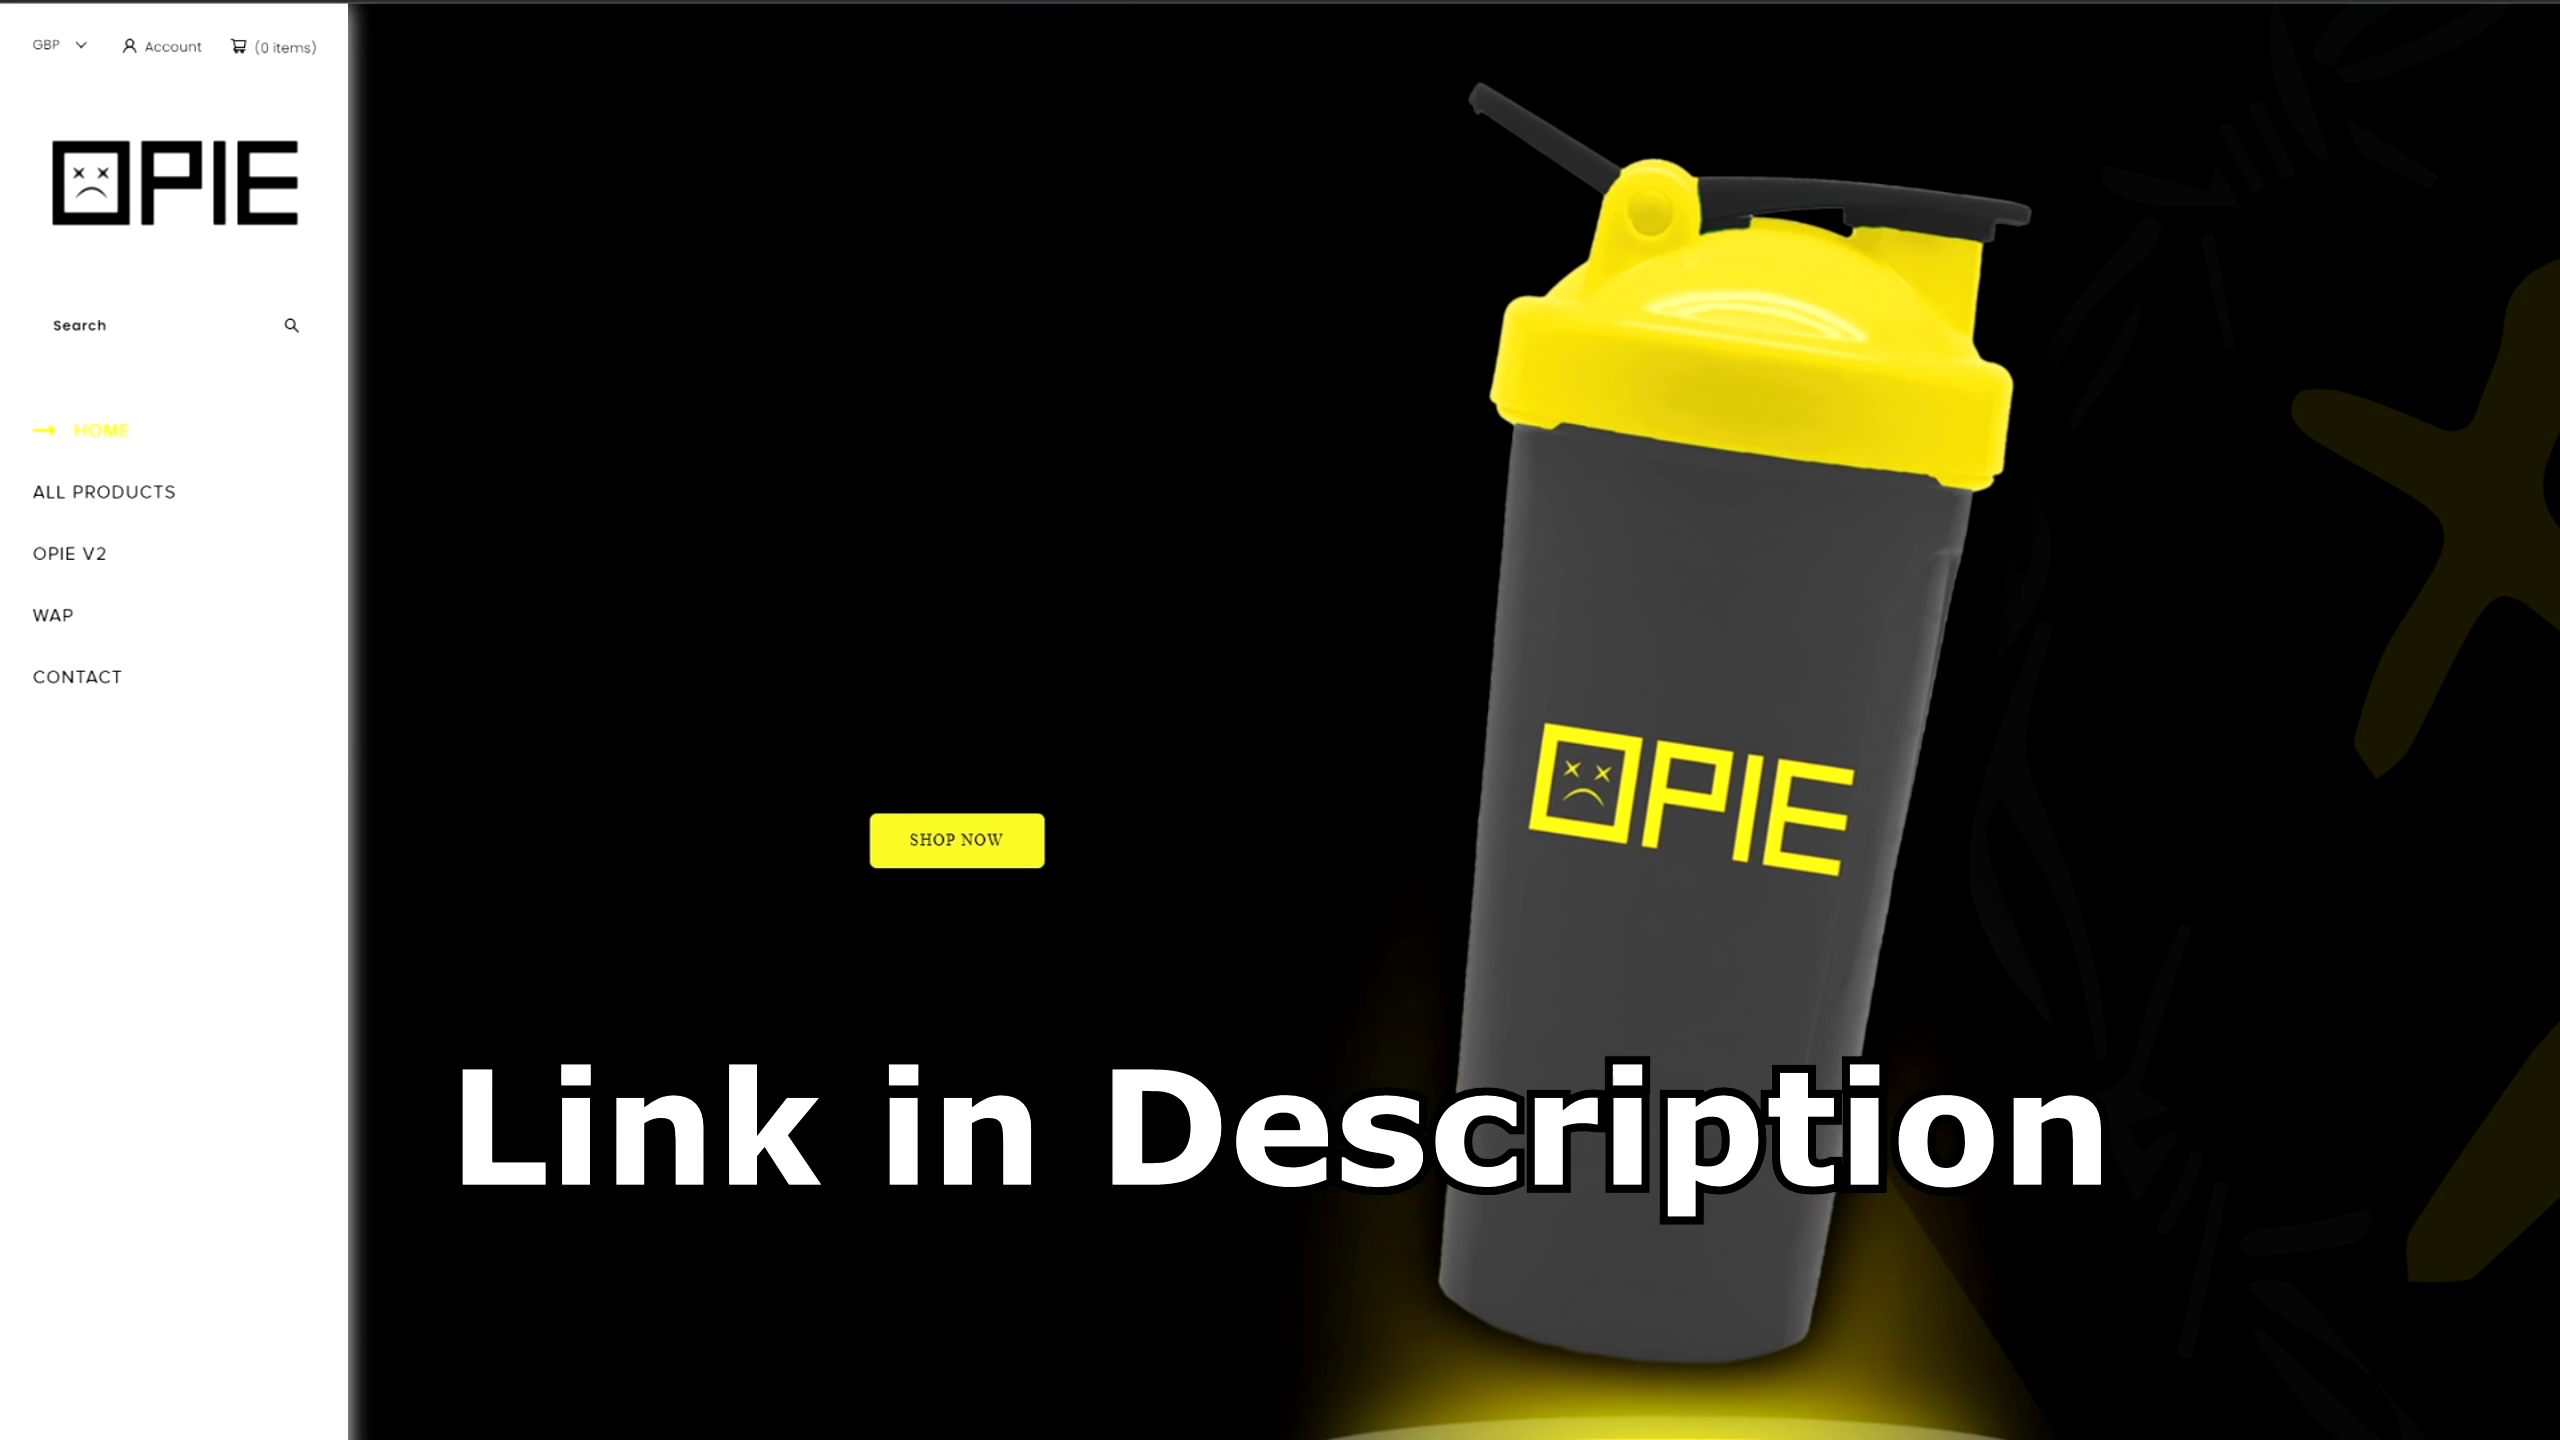 GBP
Account
(0 items)
OPIE
Search
HOME
ALL PRODUCTS
OPIE V2
WAP
CONTACT
SHOP NOW
OPIE
Link in Description